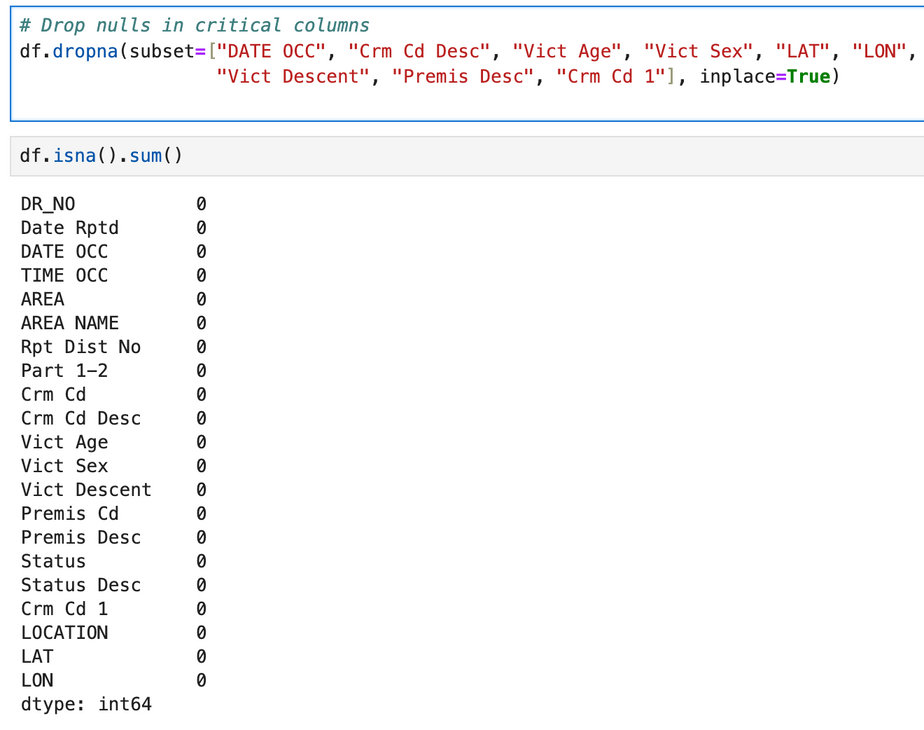 # Drop nulls in critical columns
df.dropna(subset=["DATE OCC", "Crm Cd Desc", "Vict Age", "Vict Sex", "LAT", "LON",
"Vict Descent", "Premis Desc", "Crm Cd 1"], inplace=True)
df.isna().sum()
DR_NO 0
Date Rptd 0
DATE OCC 0
TIME OCC 0
AREA 0
AREA NAME 0
Rpt Dist No 0
Part 1-2 0
Crm Cd 0
Crm Cd Desc 0
Vict Age 0
Vict Sex 0
Vict Descent 0
Premis Cd 0
Premis Desc 0
Status 0
Status Desc 0
Crm Cd 1 0
LOCATION 0
LAT 0
LON 0
dtype: int64